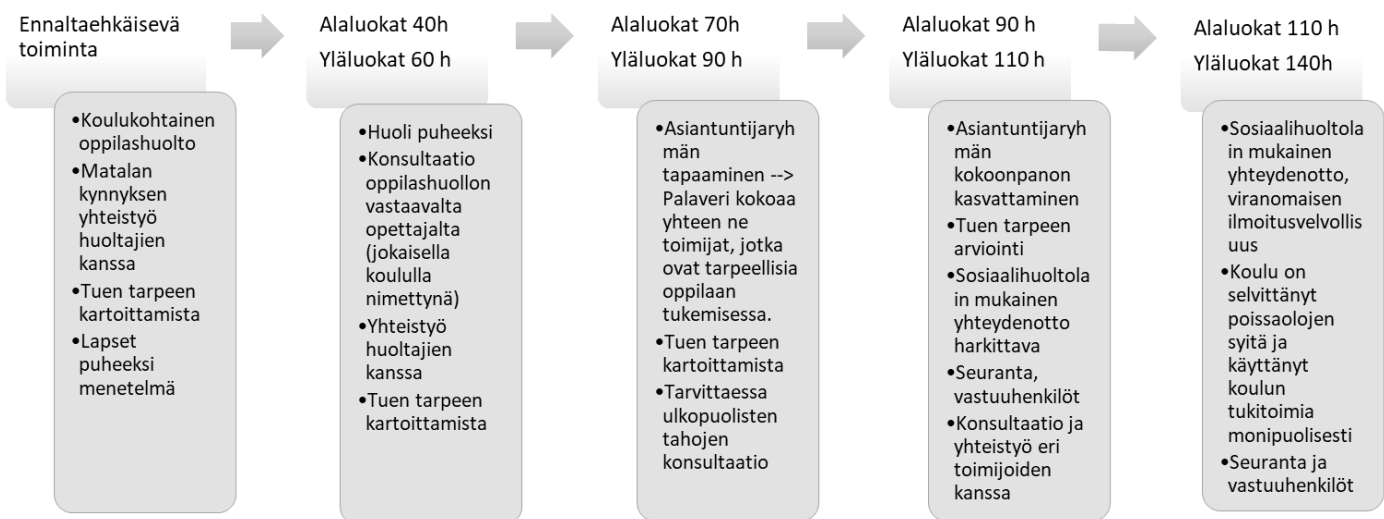 Ennaltaehkäisevä
toiminta
•Koulukohtainen
oppilashuolto
•Matalan
kynnyksen
yhteistyö
huoltajien
kanssa
•Tuen tarpeen
kartoittamista
•Lapset
puheeksi
menetelmä
Alaluokat 40h
Yläluokat 60 h
•Huoli puheeksi
•Konsultaatio
oppilashuollon
vastaavalta
opettajalta
(jokaisella
koululla
nimettynä)
•Yhteistyö
huoltajien
kanssa
•Tuen tarpeen
kartoittamista
Alaluokat 70h
Yläluokat 90 h
•Asiantuntijaryh
män
tapaaminen -->
Palaveri kokoaa
yhteen ne
toimijat, jotka
ovat tarpeellisia
oppilaan
tukemisessa.
•Tuen tarpeen
kartoittamista
•Tarvittaessa
ulkopuolisten
tahojen
konsultaatio
Alaluokat 90 h
Yläluokat 110 h
•Asiantuntijaryh
män
kokoonpanon
kasvattaminen
•Tuen tarpeen
arviointi
•Sosiaalihuoltola
in mukainen
yhteydenotto
harkittava
•Seuranta,
vastuuhenkilöt
•Konsultaatio ja
yhteistyö eri
toimijoiden
kanssa
Alaluokat 110 h
Yläluokat 140h
•Sosiaalihuoltola
in mukainen
yhteydenotto,
viranomaisen
ilmoitusvelvollis
uus
•Koulu on
selvittänyt
poissaolojen
syitä ja
käyttänyt
koulun
tukitoimia
monipuolisesti
•Seuranta ja
vastuuhenkilöt